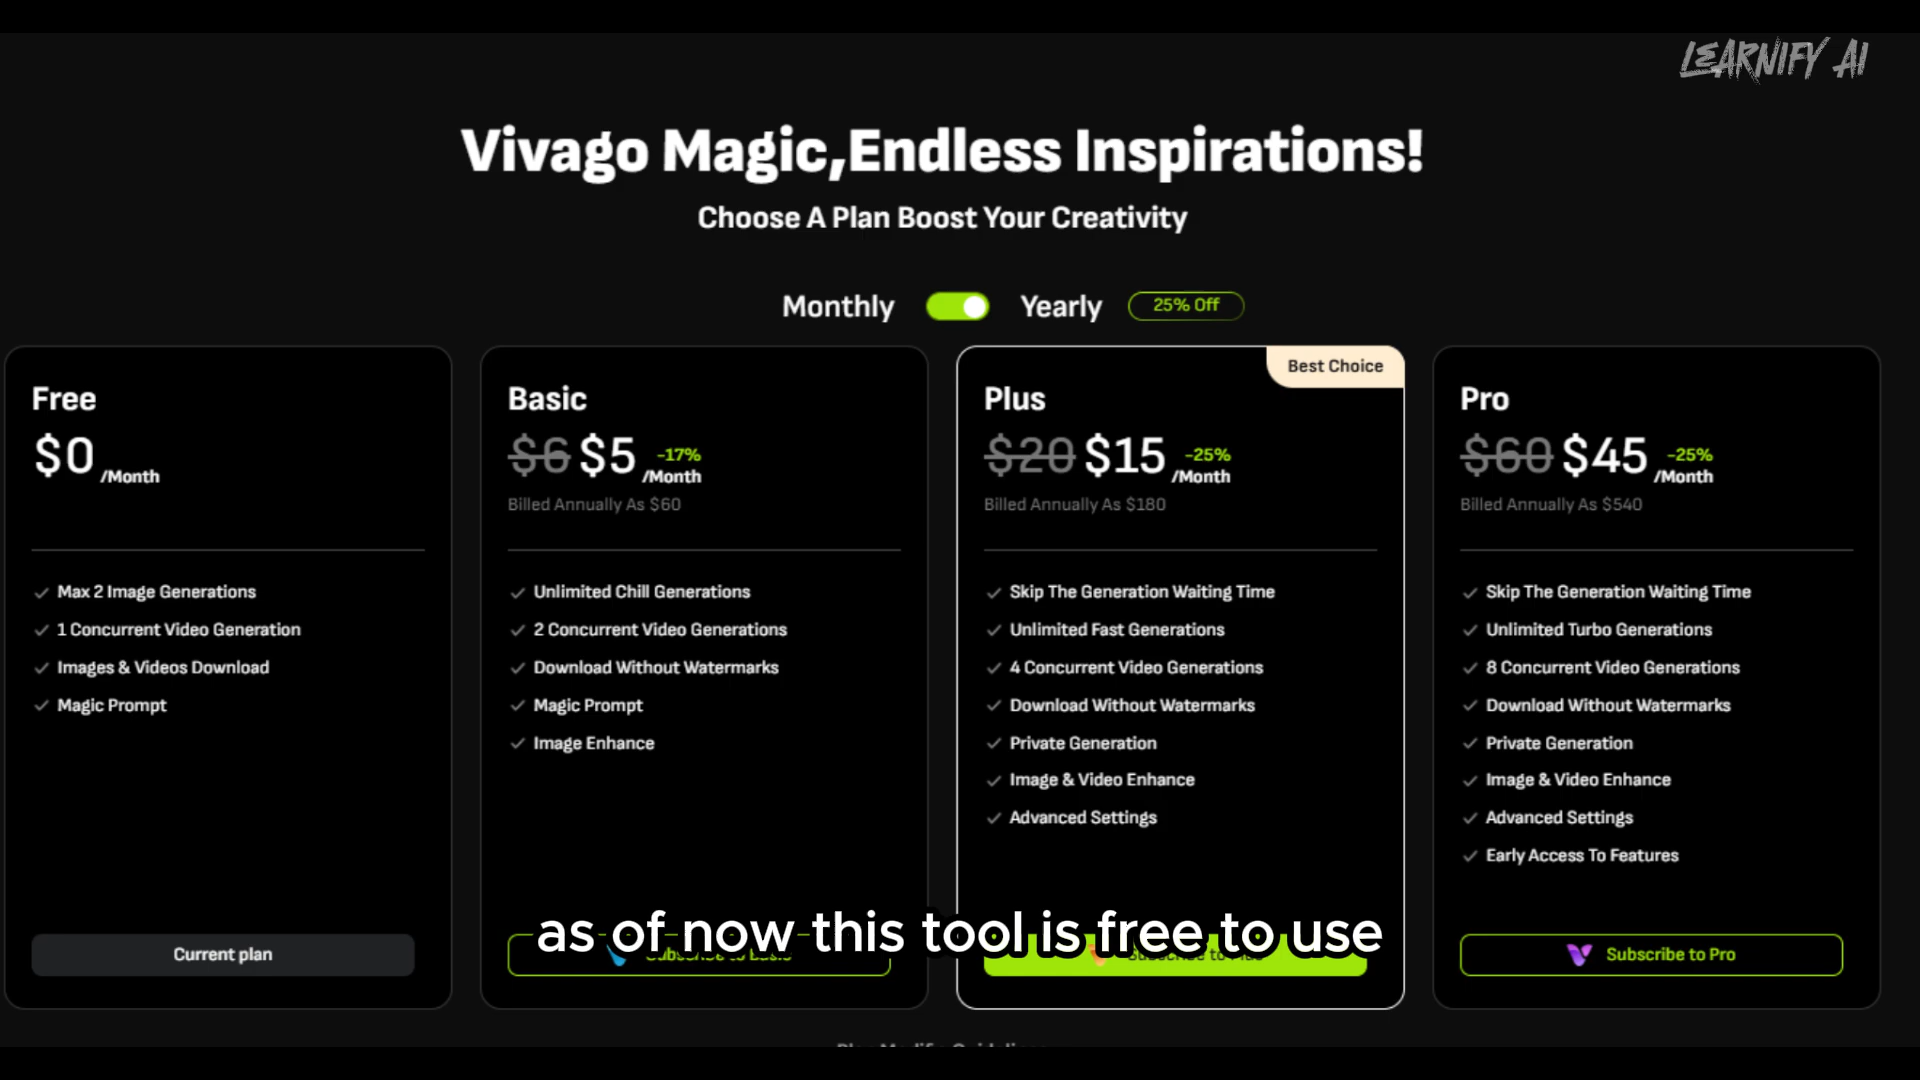 LEARNIFY AI
Vivago Magic,Endless Inspirations!
Choose A Plan Boost Your Creativity
Monthly Yearly 25% Off
Free
$0 /Month
Max 2 Image Generations
1 Concurrent Video Generation
Images & Videos Download
Magic Prompt
Current plan
Basic
$6 $5 -17% /Month
Billed Annually As $60
Unlimited Chill Generations
2 Concurrent Video Generations
Download Without Watermarks
Magic Prompt
Image Enhance
Best Choice
Plus
$20 $15 -25% /Month
Billed Annually As $180
Skip The Generation Waiting Time
Unlimited Fast Generations
4 Concurrent Video Generations
Download Without Watermarks
Private Generation
Image & Video Enhance
Advanced Settings
Pro
$60 $45 -25% /Month
Billed Annually As $540
Skip The Generation Waiting Time
Unlimited Turbo Generations
8 Concurrent Video Generations
Download Without Watermarks
Private Generation
Image & Video Enhance
Advanced Settings
Early Access To Features
Subscribe to Pro
as of now this tool is free to use